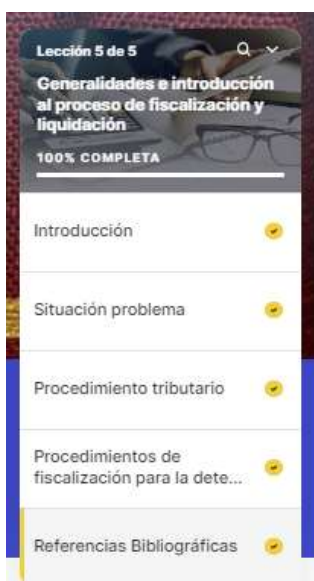 Lección 5 de 5
Generalidades e introducción
al proceso de fiscalización y
liquidación
100% COMPLETA
Introducción
Situación problema
Procedimiento tributario
Procedimientos de
fiscalización para la dete...
Referencias Bibliográficas